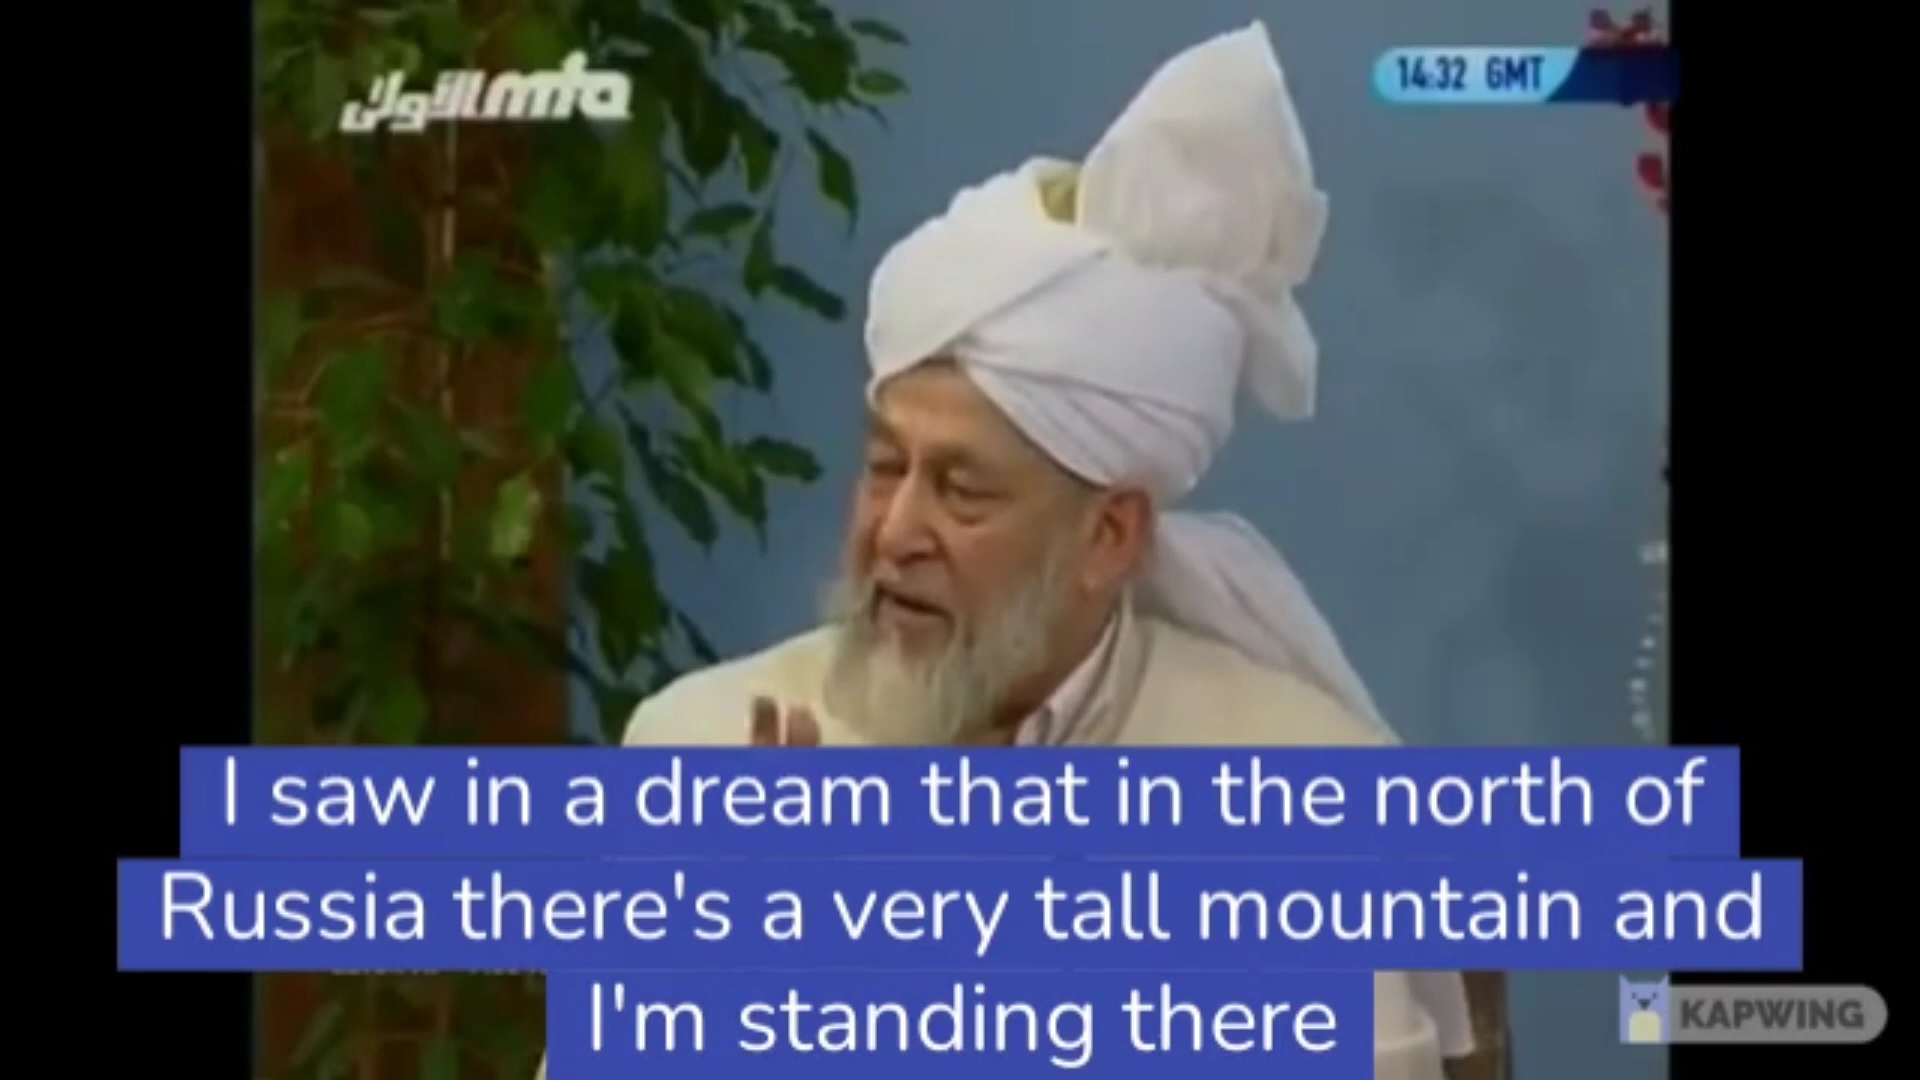 الاولى mta
14:32 GMT
I saw in a dream that in the north of
Russia there's a very tall mountain and
I'm standing there
KAPWING